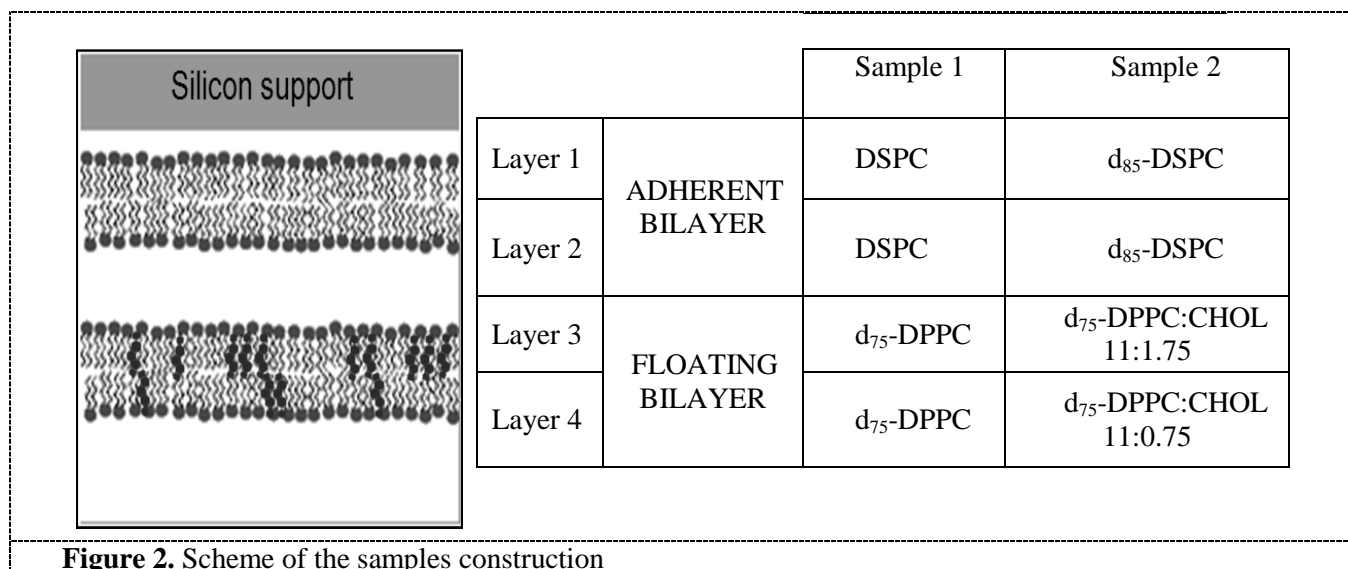 Silicon support
Sample 1 Sample 2
Layer 1 ADHERENT BILAYER DSPC d₈₅-DSPC
Layer 2 DSPC d₈₅-DSPC
Layer 3 FLOATING BILAYER d₇₅-DPPC d₇₅-DPPC:CHOL 11:1.75
Layer 4 d₇₅-DPPC d₇₅-DPPC:CHOL 11:0.75
Figure 2. Scheme of the samples construction